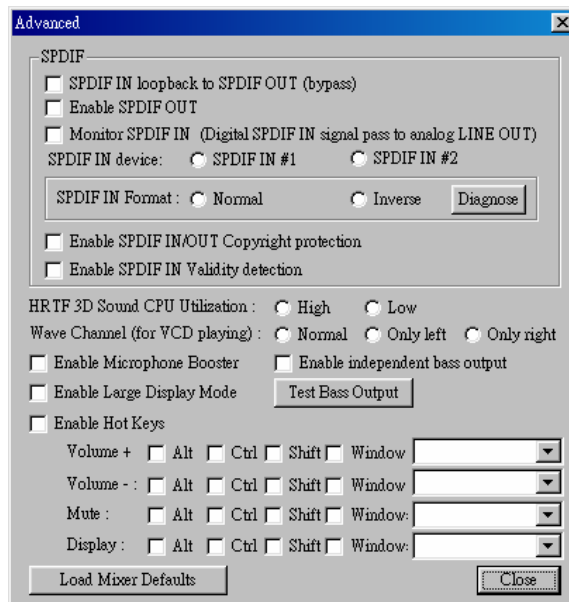 Advanced
SPDIF
SPDIF IN loopback to SPDIF OUT (bypass)
Enable SPDIF OUT
Monitor SPDIF IN (Digital SPDIF IN signal pass to analog LINE OUT)
SPDIF IN device: SPDIF IN #1 SPDIF IN #2
SPDIF IN Format : Normal Inverse Diagnose
Enable SPDIF IN/OUT Copyright protection
Enable SPDIF IN Validity detection
HRTF 3D Sound CPU Utilization : High Low
Wave Channel (for VCD playing) : Normal Only left Only right
Enable Microphone Booster Enable independent bass output
Enable Large Display Mode Test Bass Output
Enable Hot Keys
Volume + Alt Ctrl Shift Window
Volume - : Alt Ctrl Shift Window
Mute : Alt Ctrl Shift Window:
Display : Alt Ctrl Shift Window:
Load Mixer Defaults Close